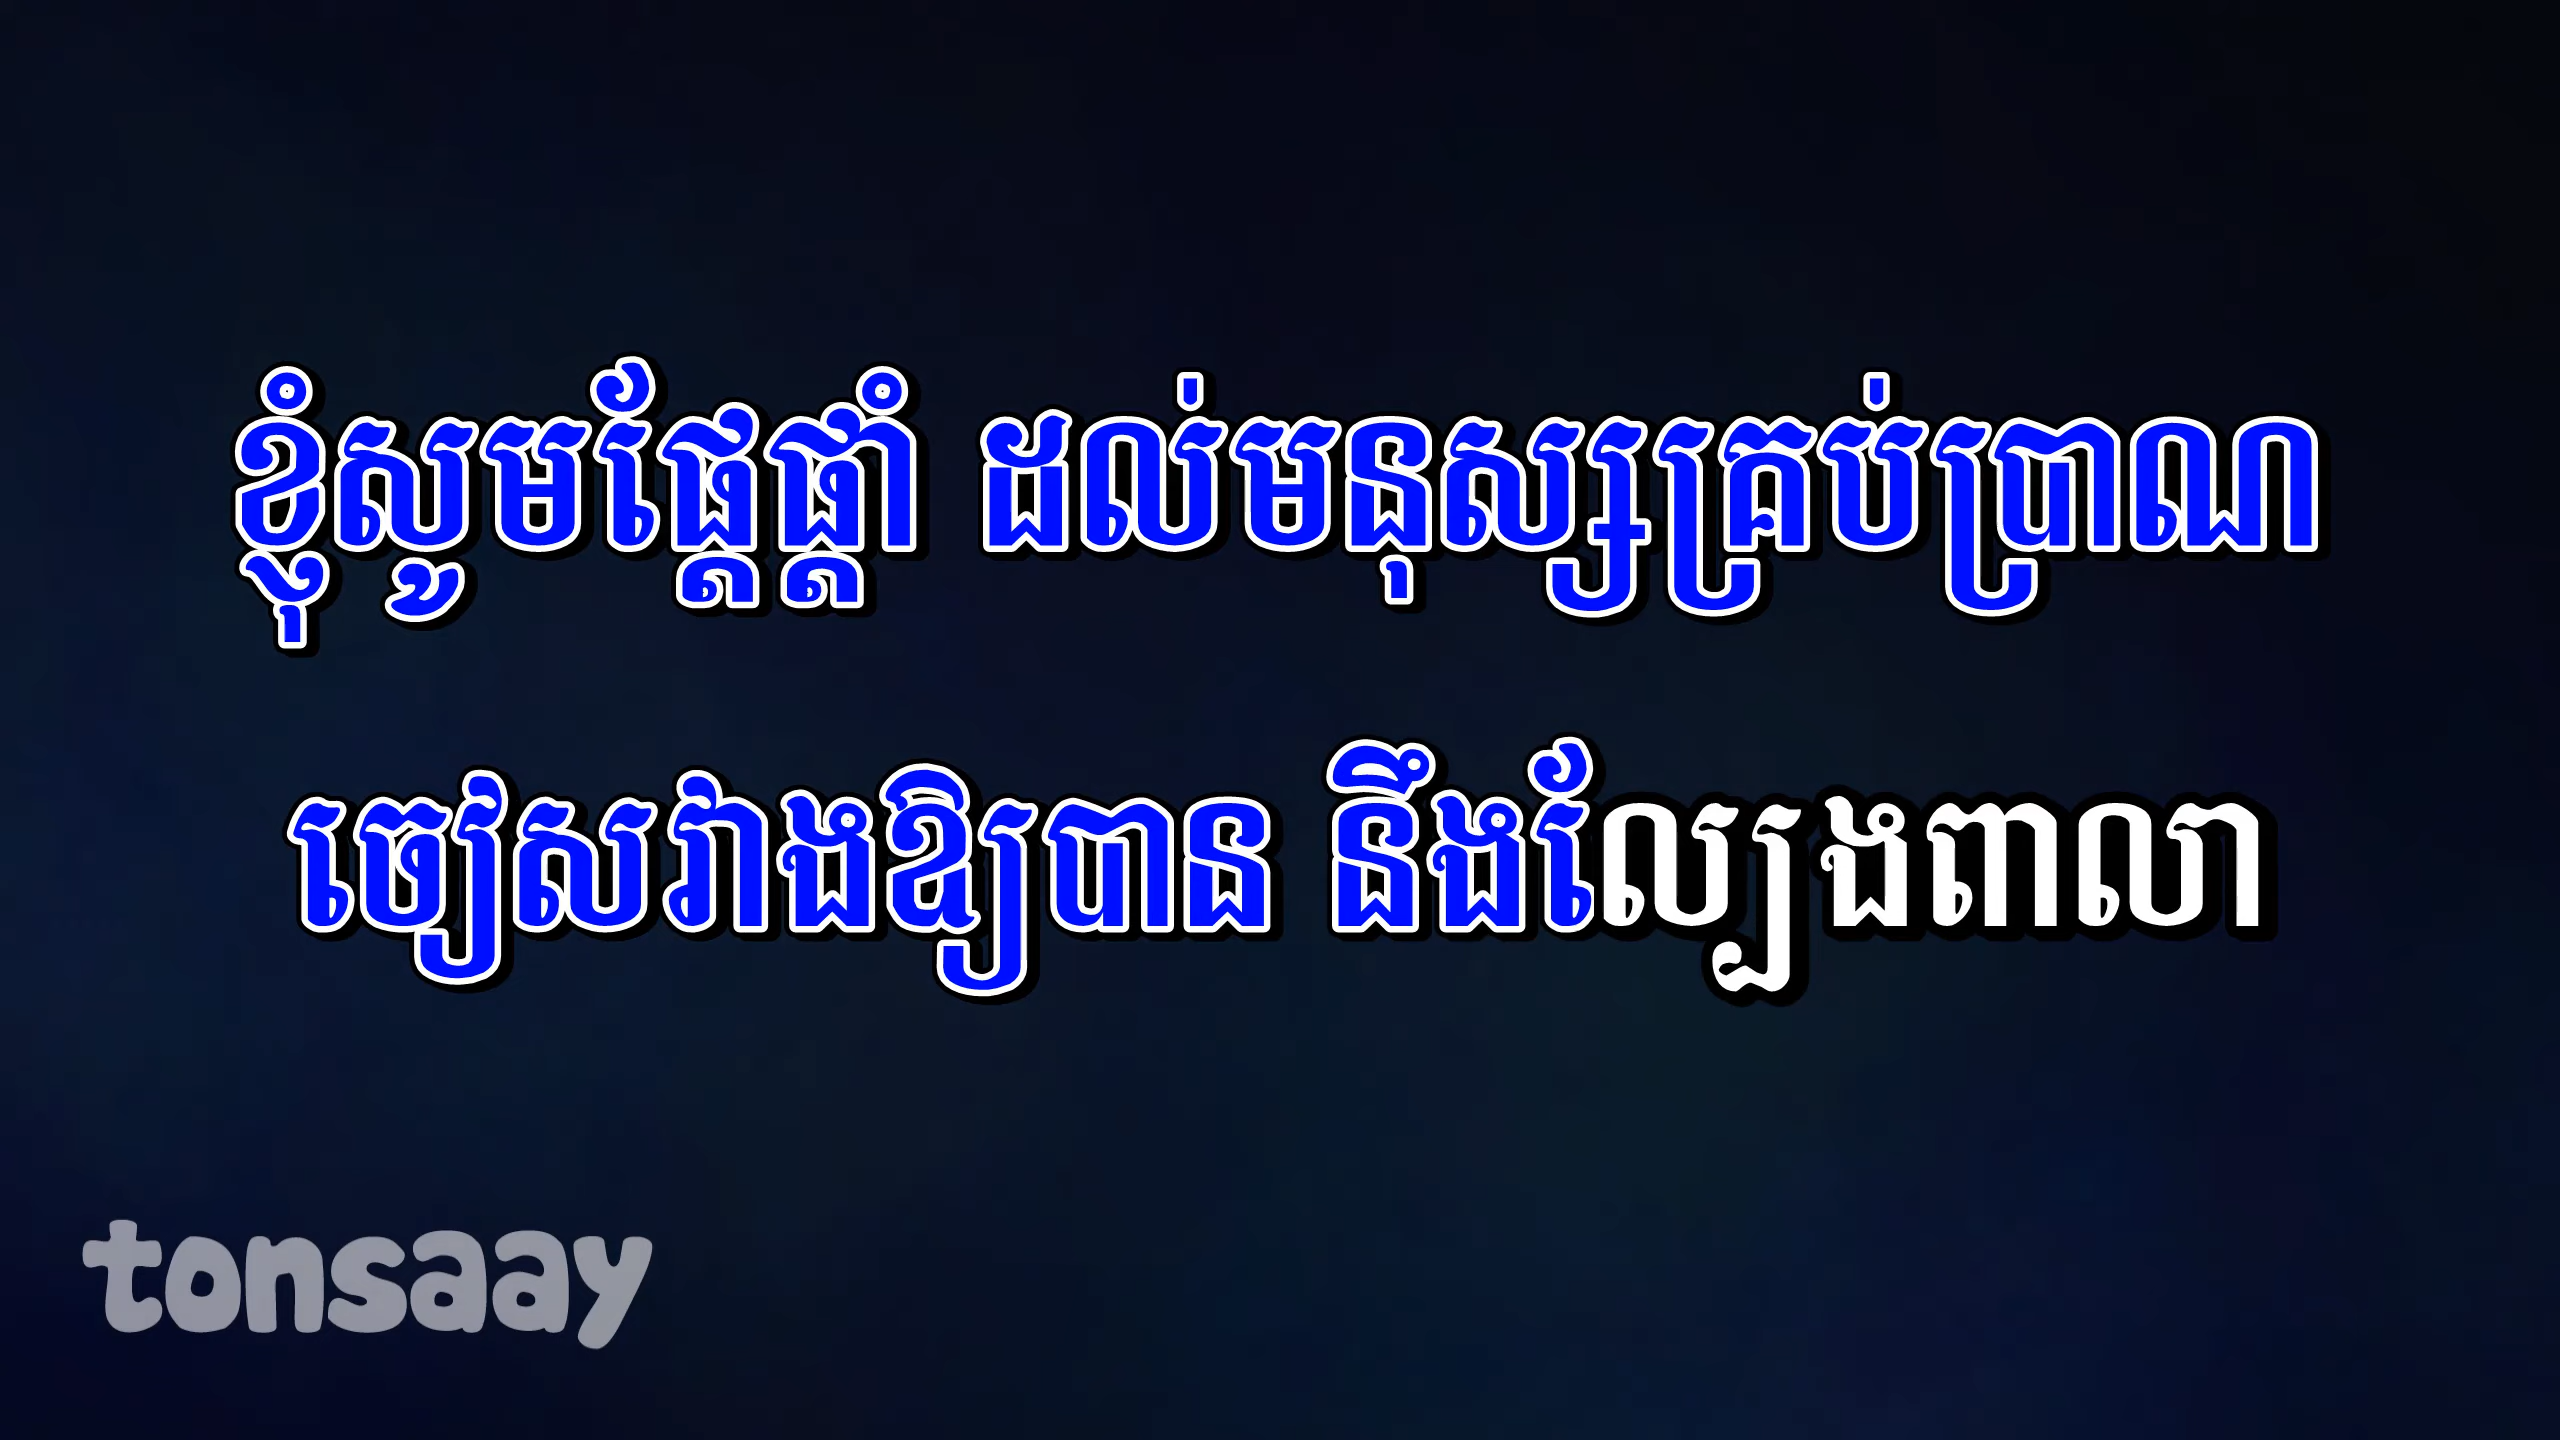 ខ្ញុំសូមផ្ដែផ្ដាំ ដល់មនុស្សគ្រប់ប្រាណ
ចៀសវាងឱ្យបាន នឹងល្បែងពាលា
tonsaay